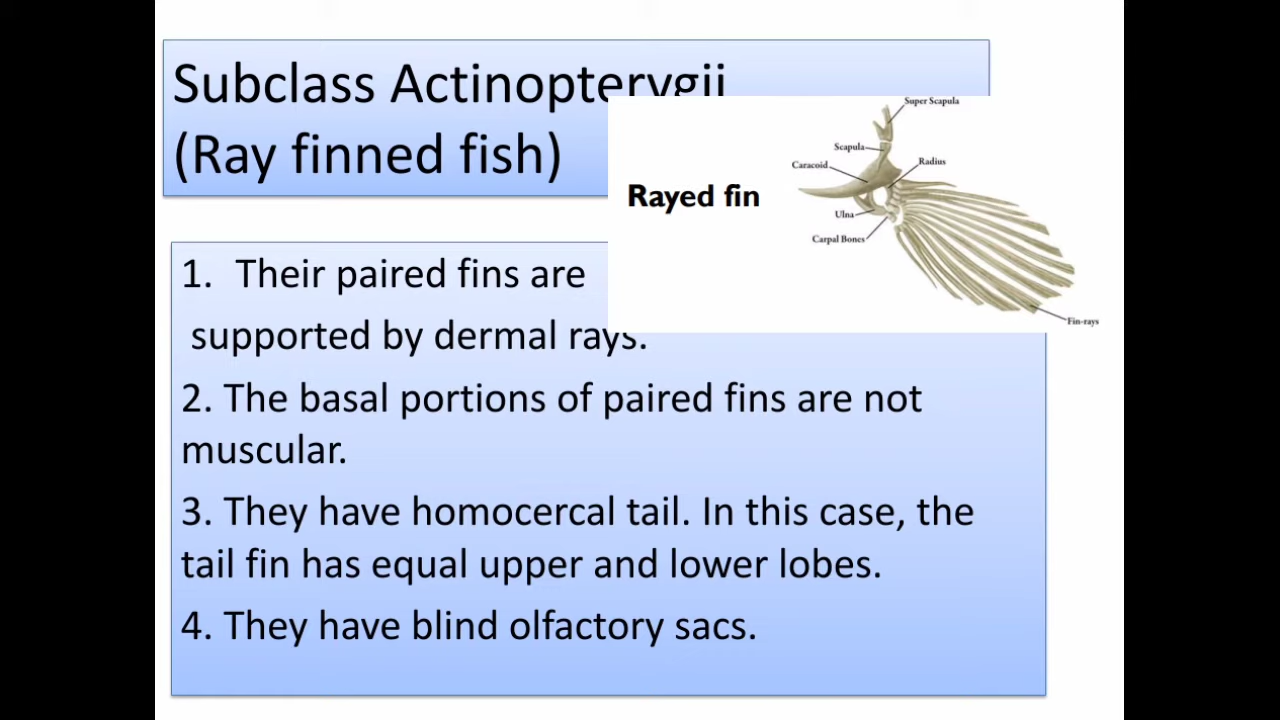 Subclass Actinopterygii
(Ray finned fish)
Super Scapula
Scapula
Caracoid
Radius
Rayed fin
Ulna
Carpal Bones
Fin-rays
1. Their paired fins are
supported by dermal rays.
2. The basal portions of paired fins are not
muscular.
3. They have homocercal tail. In this case, the
tail fin has equal upper and lower lobes.
4. They have blind olfactory sacs.